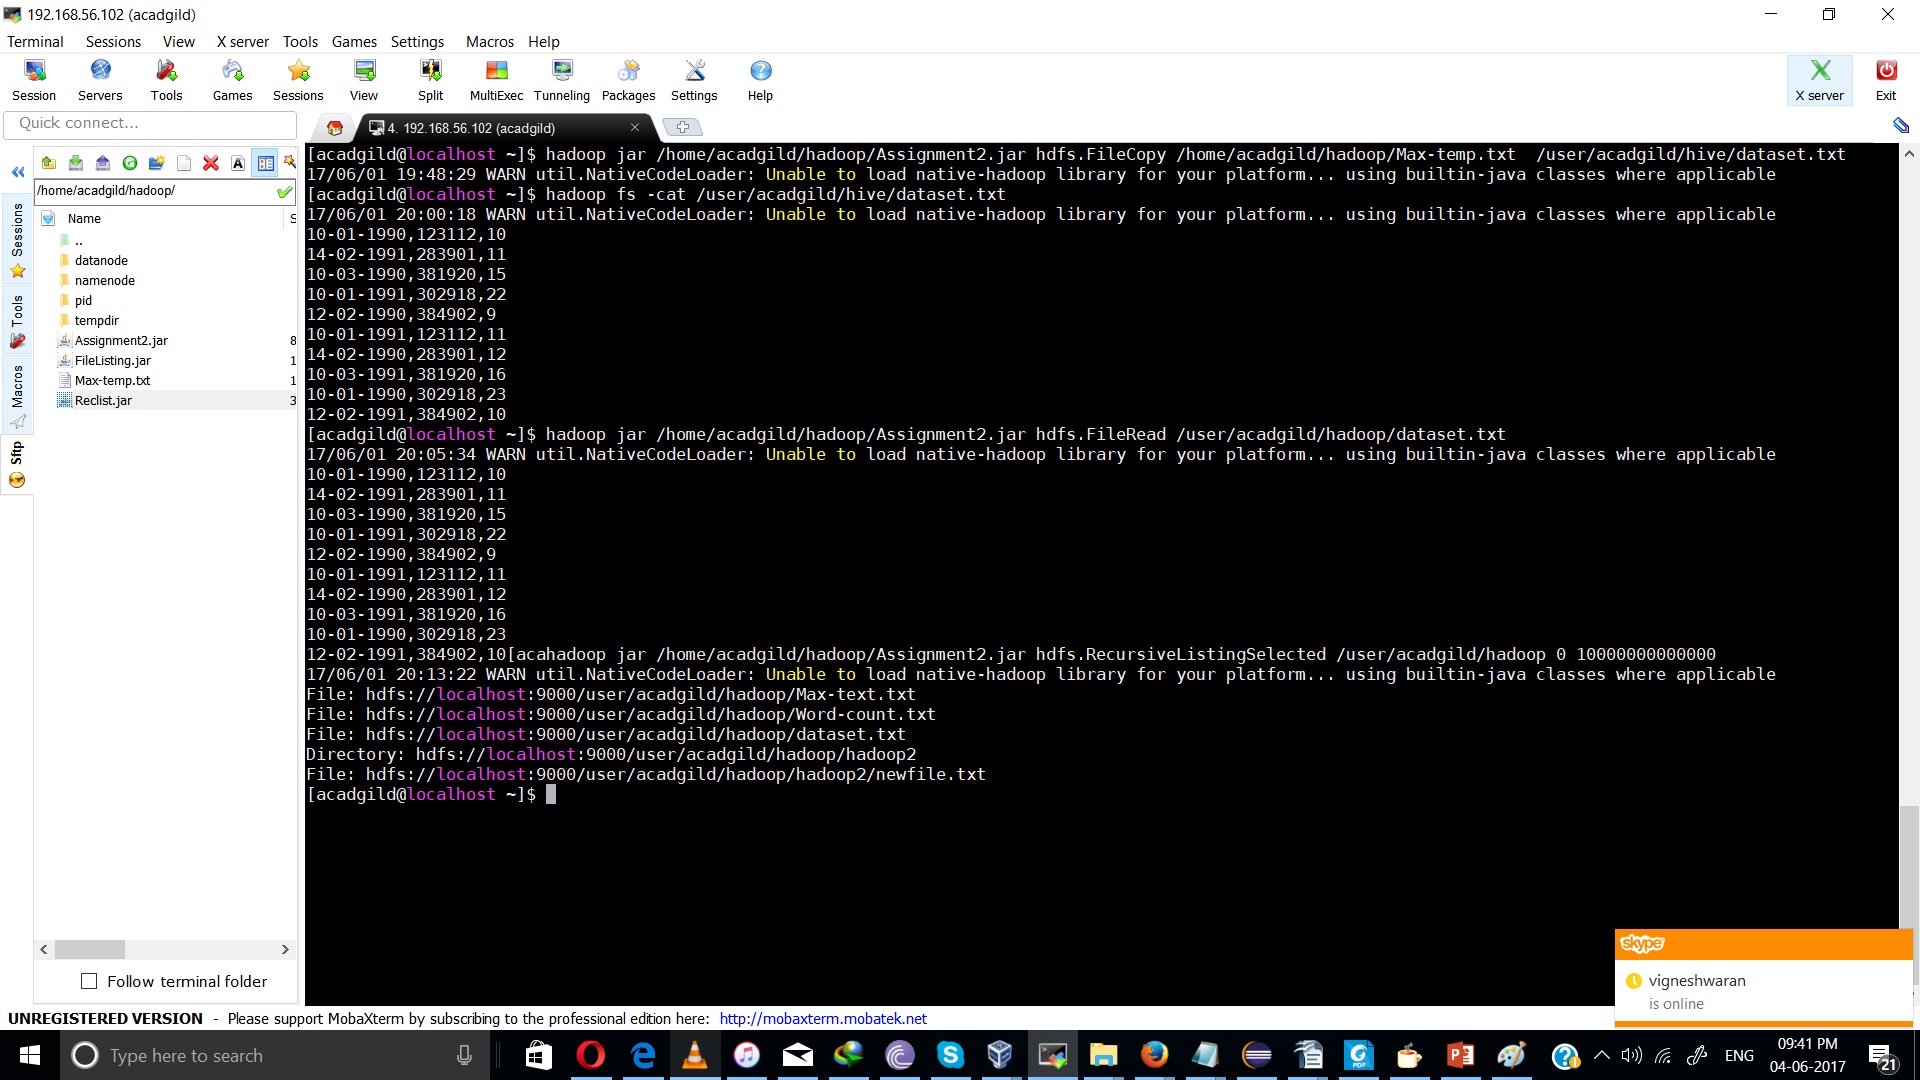 192.168.56.102 (acadgild)
Terminal Sessions View X server Tools Games Settings Macros Help
Session Servers Tools Games Sessions View Split MultiExec Tunneling Packages Settings Help X server Exit
Quick connect...
4. 192.168.56.102 (acadgild)
/home/acadgild/hadoop/
Name S
..
datanode
namenode
pid
tempdir
Assignment2.jar 8
FileListing.jar 1
Max-temp.txt 1
Reclist.jar 3
Sessions
Tools
Macros
Sftp
Follow terminal folder
[acadgild@localhost ~]$ hadoop jar /home/acadgild/hadoop/Assignment2.jar hdfs.FileCopy /home/acadgild/hadoop/Max-temp.txt  /user/acadgild/hive/dataset.txt
17/06/01 19:48:29 WARN util.NativeCodeLoader: Unable to load native-hadoop library for your platform... using builtin-java classes where applicable
[acadgild@localhost ~]$ hadoop fs -cat /user/acadgild/hive/dataset.txt
17/06/01 20:00:18 WARN util.NativeCodeLoader: Unable to load native-hadoop library for your platform... using builtin-java classes where applicable
10-01-1990,123112,10
14-02-1991,283901,11
10-03-1990,381920,15
10-01-1991,302918,22
12-02-1990,384902,9
10-01-1991,123112,11
14-02-1990,283901,12
10-03-1991,381920,16
10-01-1990,302918,23
12-02-1991,384902,10
[acadgild@localhost ~]$ hadoop jar /home/acadgild/hadoop/Assignment2.jar hdfs.FileRead /user/acadgild/hadoop/dataset.txt
17/06/01 20:05:34 WARN util.NativeCodeLoader: Unable to load native-hadoop library for your platform... using builtin-java classes where applicable
10-01-1990,123112,10
14-02-1991,283901,11
10-03-1990,381920,15
10-01-1991,302918,22
12-02-1990,384902,9
10-01-1991,123112,11
14-02-1990,283901,12
10-03-1991,381920,16
10-01-1990,302918,23
12-02-1991,384902,10[acahadoop jar /home/acadgild/hadoop/Assignment2.jar hdfs.RecursiveListingSelected /user/acadgild/hadoop 0 10000000000000
17/06/01 20:13:22 WARN util.NativeCodeLoader: Unable to load native-hadoop library for your platform... using builtin-java classes where applicable
File: hdfs://localhost:9000/user/acadgild/hadoop/Max-text.txt
File: hdfs://localhost:9000/user/acadgild/hadoop/Word-count.txt
File: hdfs://localhost:9000/user/acadgild/hadoop/dataset.txt
Directory: hdfs://localhost:9000/user/acadgild/hadoop/hadoop2
File: hdfs://localhost:9000/user/acadgild/hadoop/hadoop2/newfile.txt
[acadgild@localhost ~]$
skype
vigneshwaran
is online
UNREGISTERED VERSION - Please support MobaXterm by subscribing to the professional edition here: http://mobaxterm.mobatek.net
Type here to search
ENG
09:41 PM
04-06-2017
21